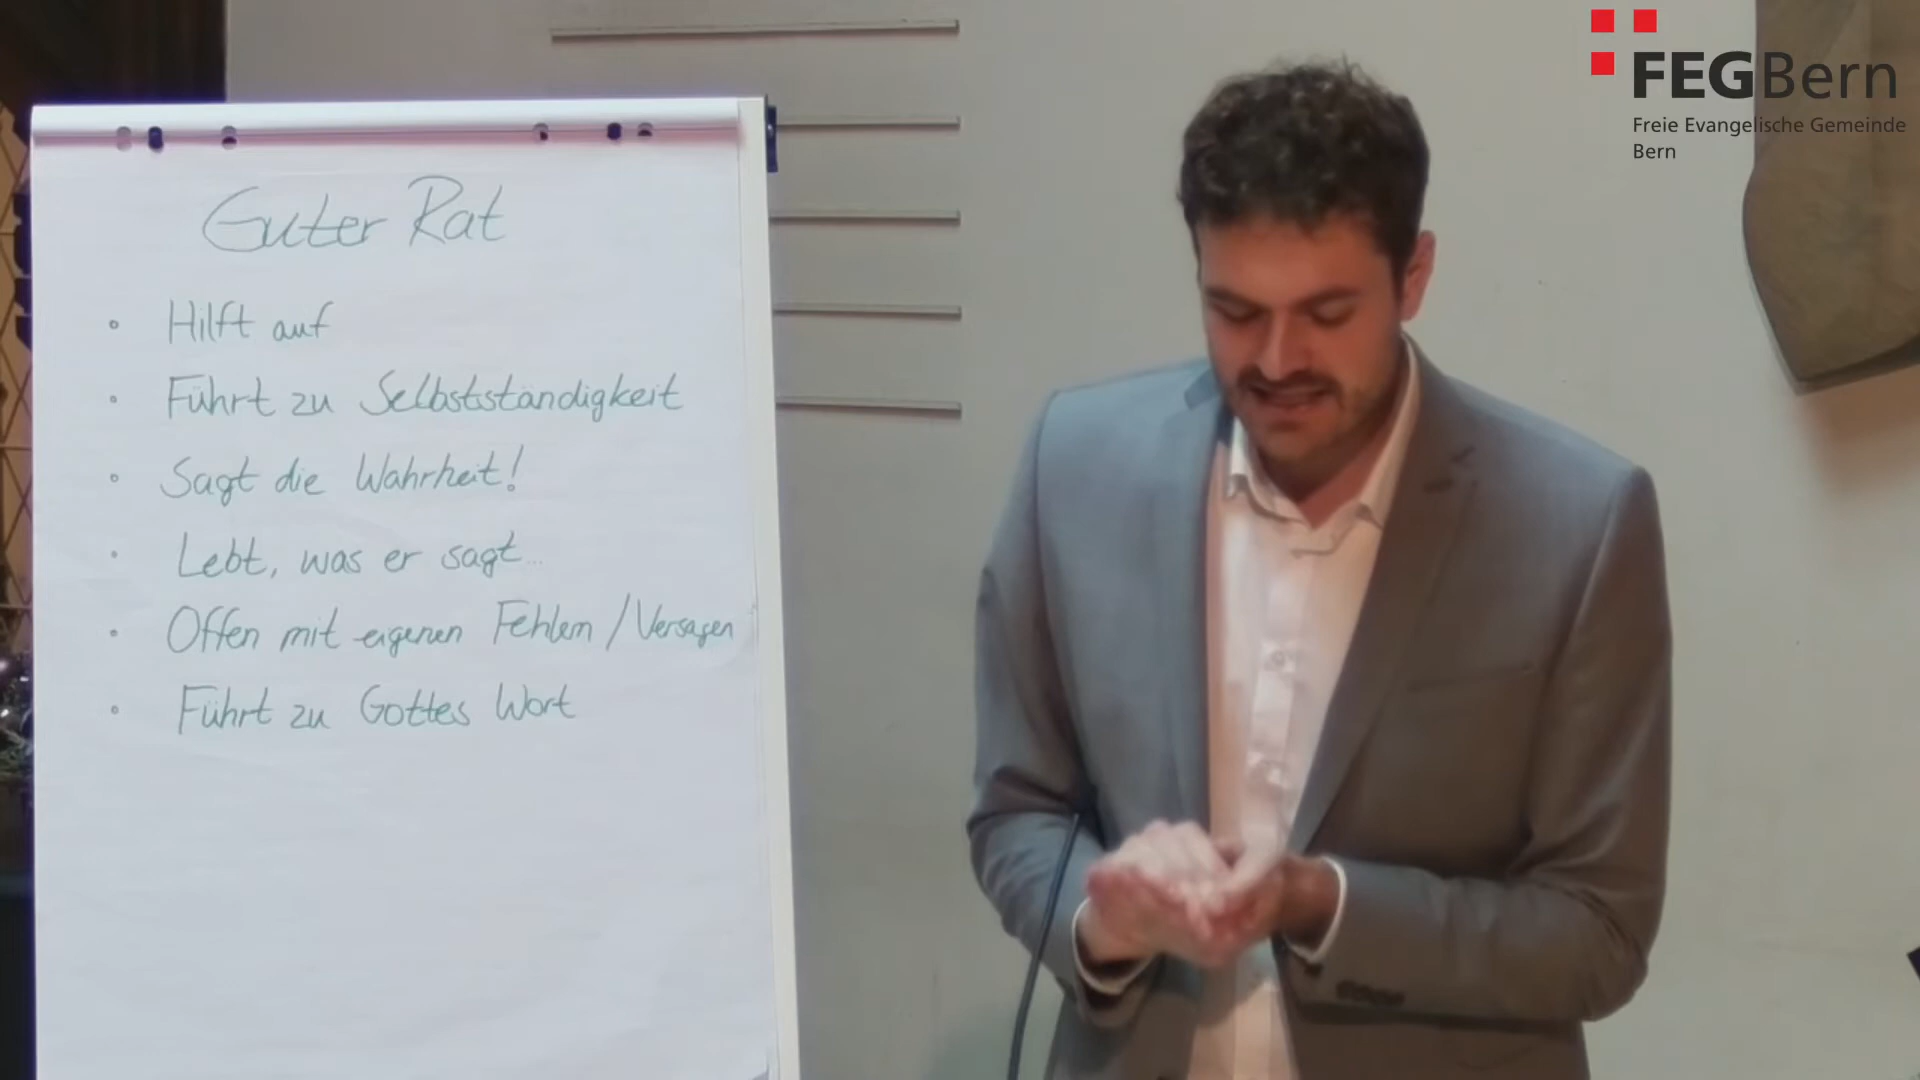 FEGBern
Freie Evangelische Gemeinde
Bern
Guter Rat
Hilft auf
Führt zu Selbstständigkeit
Sagt die Wahrheit!
Lebt, was er sagt...
Offen mit eigenen Fehlern / Versagen
Führt zu Gottes Wort